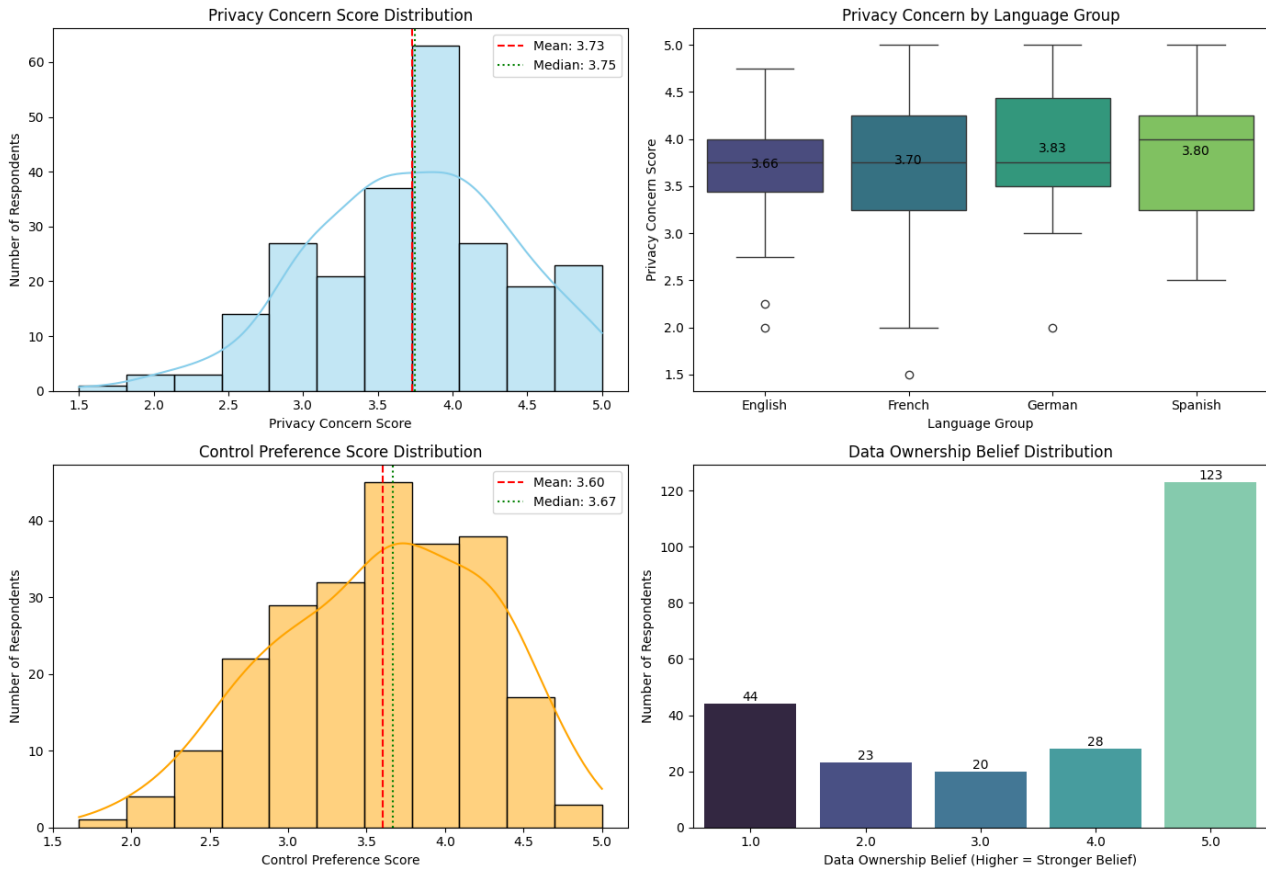 Privacy Concern Score Distribution
Number of Respondents
60
50
40
30
20
10
0
Mean: 3.73
Median: 3.75
1.5 2.0 2.5 3.0 3.5 4.0 4.5 5.0
Privacy Concern Score
Privacy Concern by Language Group
Privacy Concern Score
5.0
4.5
4.0
3.5
3.0
2.5
2.0
1.5
3.66 3.70 3.83 3.80
English French German Spanish
Language Group
Control Preference Score Distribution
Number of Respondents
40
30
20
10
0
Mean: 3.60
Median: 3.67
1.5 2.0 2.5 3.0 3.5 4.0 4.5 5.0
Control Preference Score
Data Ownership Belief Distribution
Number of Respondents
120
100
80
60
40
20
0
44 23 20 28 123
1.0 2.0 3.0 4.0 5.0
Data Ownership Belief (Higher = Stronger Belief)